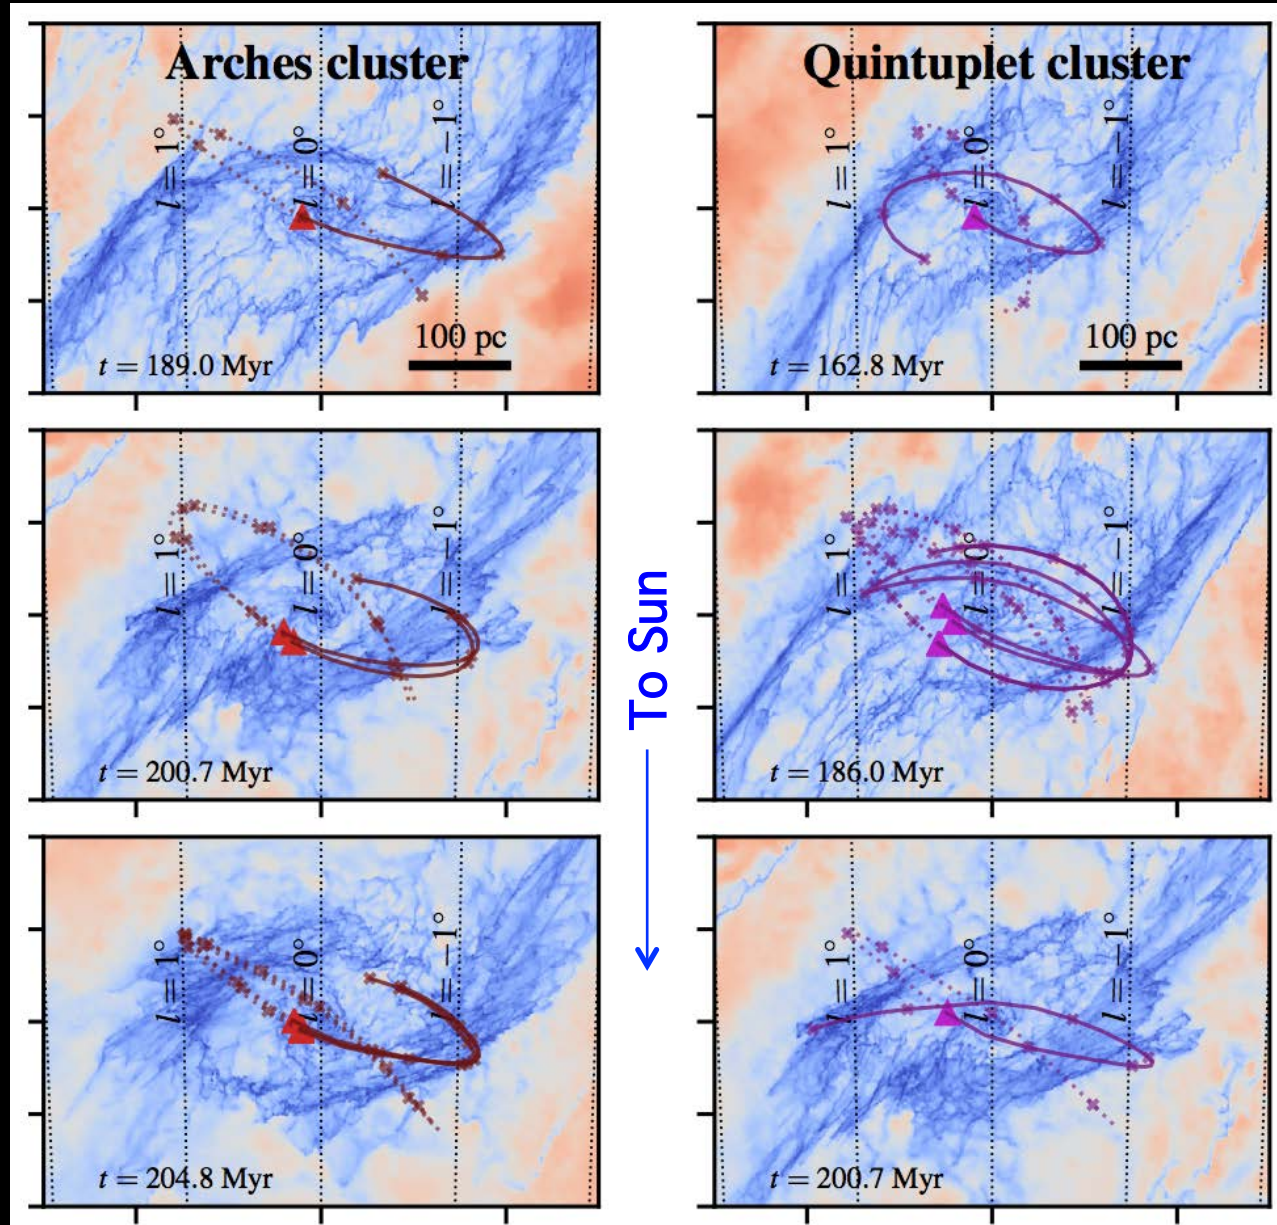 Arches cluster
l = 1°
l = 0°
l = −1°
100 pc
t = 189.0 Myr
Quintuplet cluster
l = 1°
l = 0°
l = −1°
100 pc
t = 162.8 Myr
l = 1°
l = 0°
l = −1°
t = 200.7 Myr
To Sun
l = 1°
l = 0°
l = −1°
t = 186.0 Myr
l = 1°
l = 0°
l = −1°
t = 204.8 Myr
l = 1°
l = 0°
l = −1°
t = 200.7 Myr